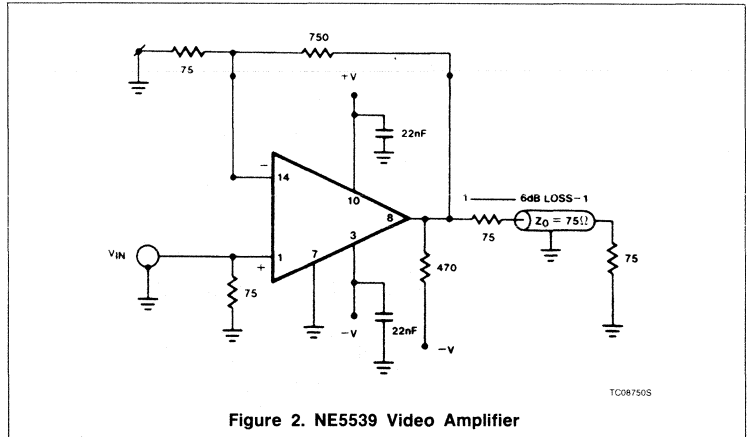 750
75
+V
22nF
−
14
10
1 6dB LOSS-1
8
Z₀ = 75Ω
3
75
VIN
1
7
+
75
470
75
−V
22nF
−V
TC08750S
Figure 2. NE5539 Video Amplifier